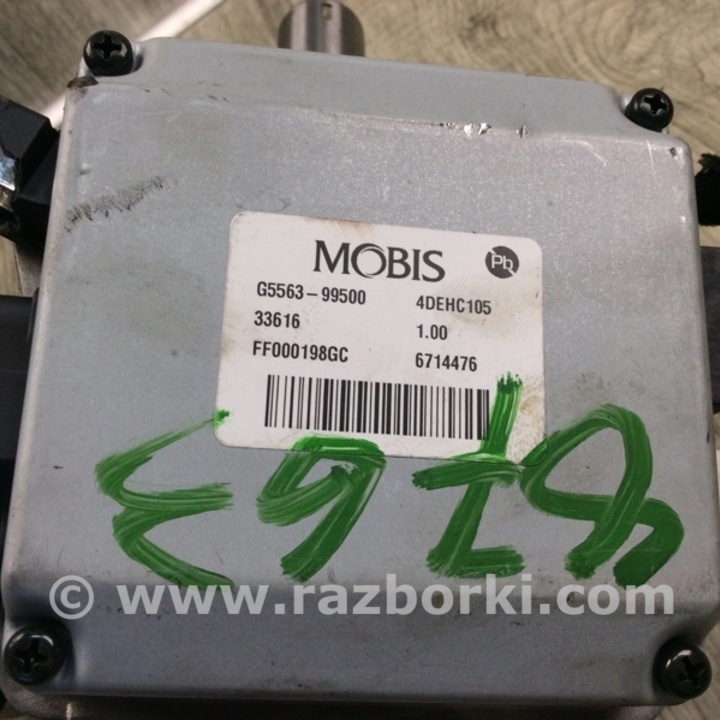 MOBIS
Pb
G5563-99500 4DEHC105
33616 1.00
FF000198GC 6714476
© www.razborki.com